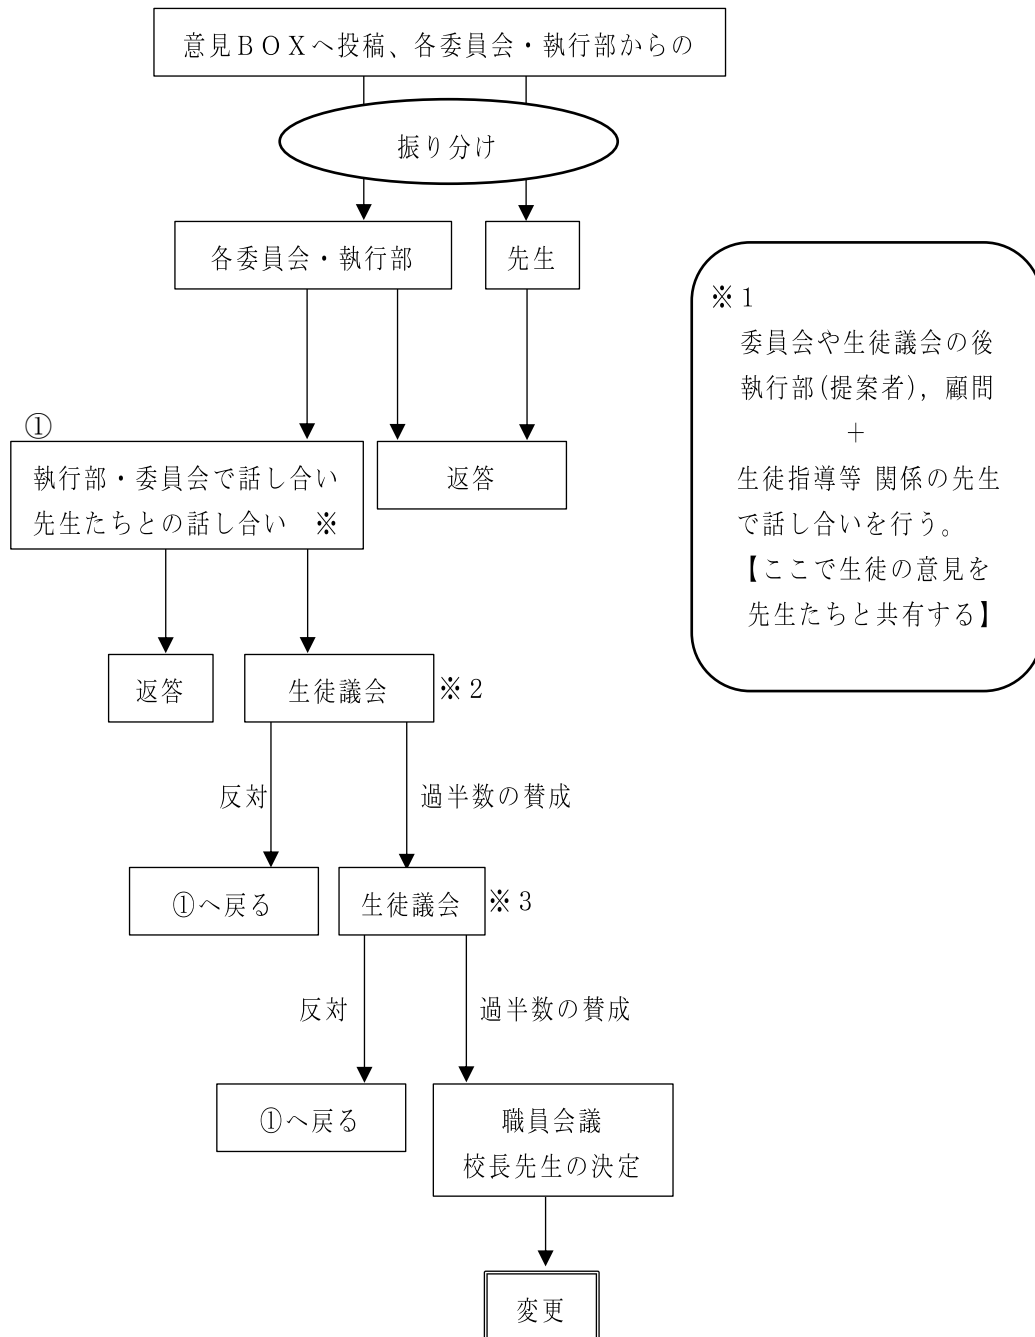 意見BOXへ投稿、各委員会・執行部からの
振り分け
各委員会・執行部
先生
①
執行部・委員会で話し合い
先生たちとの話し合い ※
返答
※1
委員会や生徒議会の後
執行部(提案者)，顧問
＋
生徒指導等 関係の先生
で話し合いを行う。
【ここで生徒の意見を
先生たちと共有する】
返答
生徒議会
※2
反対
過半数の賛成
①へ戻る
生徒議会
※3
反対
過半数の賛成
①へ戻る
職員会議
校長先生の決定
変更